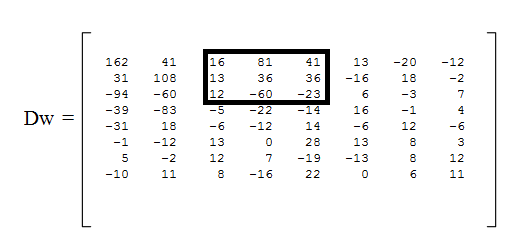 162 41 16 81 41 13 -20 -12
31 108 13 36 36 -16 18 -2
-94 -60 12 -60 -23 6 -3 7
-39 -83 -5 -22 -14 16 -1 4
Dw =
-31 18 -6 -12 14 -6 12 -6
-1 -12 13 0 28 13 8 3
5 -2 12 7 -19 -13 8 12
-10 11 8 -16 22 0 6 11